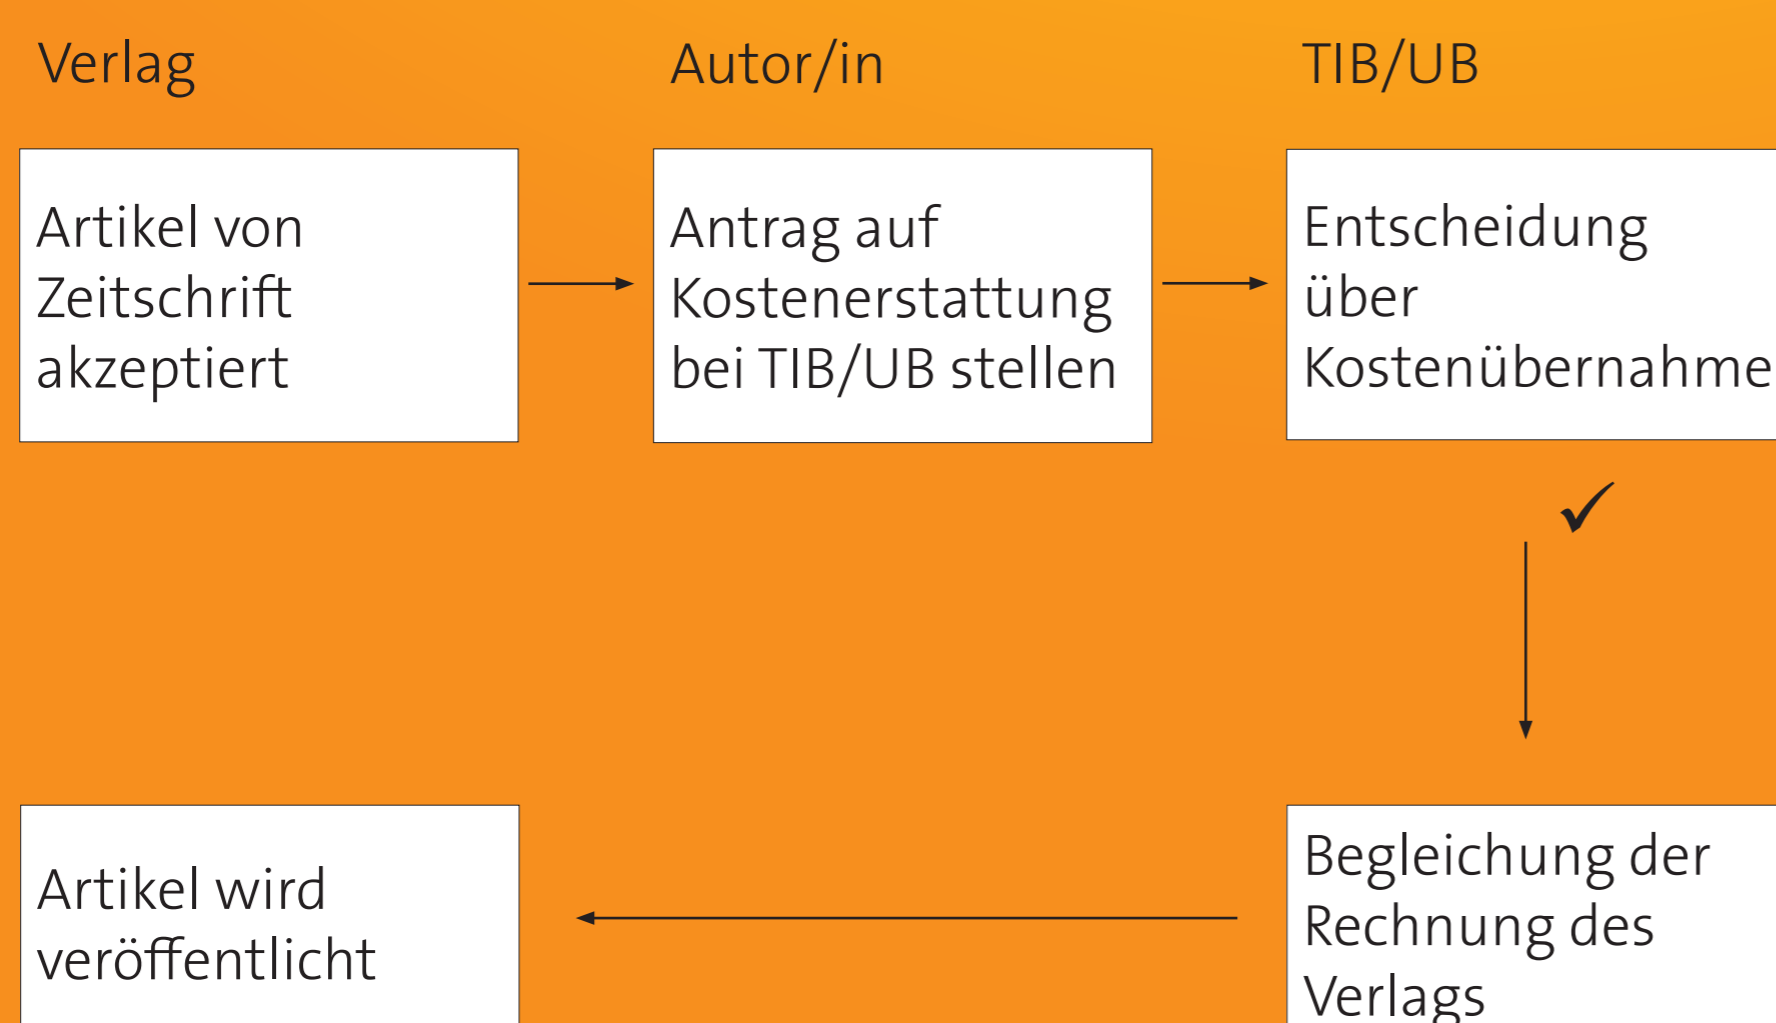 Verlag
Autor/in
TIB/UB
Artikel von
Zeitschrift
akzeptiert
Antrag auf
Kostenerstattung
bei TIB/UB stellen
Entscheidung
über
Kostenübernahme
✓
Artikel wird
veröffentlicht
Begleichung der
Rechnung des
Verlags